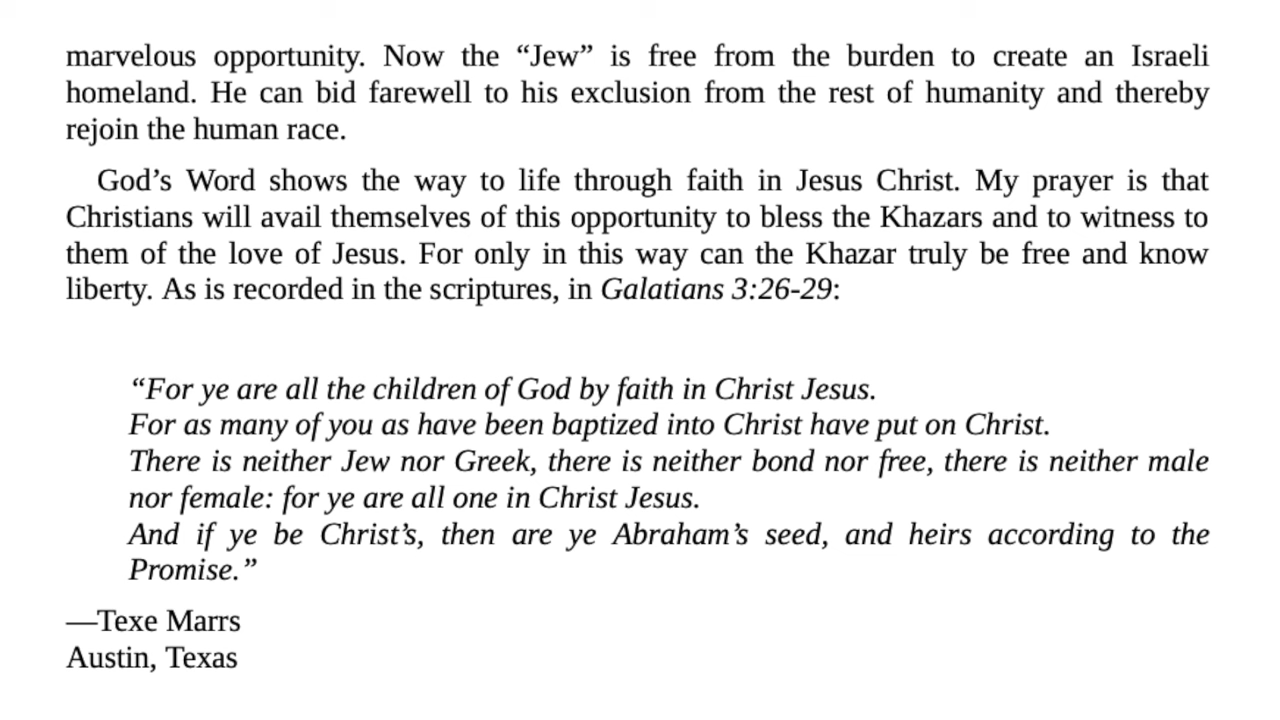 marvelous opportunity. Now the “Jew” is free from the burden to create an Israeli
homeland. He can bid farewell to his exclusion from the rest of humanity and thereby
rejoin the human race.
God’s Word shows the way to life through faith in Jesus Christ. My prayer is that
Christians will avail themselves of this opportunity to bless the Khazars and to witness to
them of the love of Jesus. For only in this way can the Khazar truly be free and know
liberty. As is recorded in the scriptures, in Galatians 3:26-29:
“For ye are all the children of God by faith in Christ Jesus.
For as many of you as have been baptized into Christ have put on Christ.
There is neither Jew nor Greek, there is neither bond nor free, there is neither male
nor female: for ye are all one in Christ Jesus.
And if ye be Christ’s, then are ye Abraham’s seed, and heirs according to the
Promise.”
—Texe Marrs
Austin, Texas